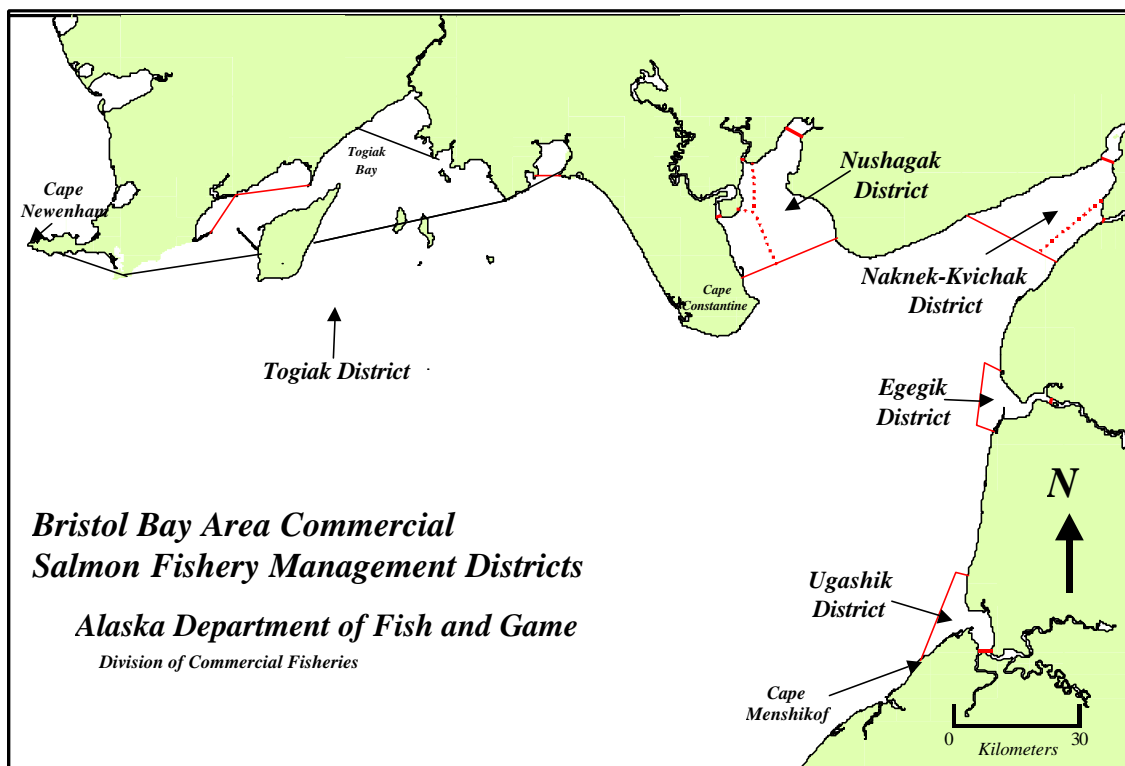 Togiak
Bay
Nushagak
District
Cape
Newenham
Naknek-Kvichak
District
Cape
Constantine
Togiak District
Egegik
District
N
Bristol Bay Area Commercial
Salmon Fishery Management Districts
Ugashik
District
Alaska Department of Fish and Game
Division of Commercial Fisheries
Cape
Menshikof
0 30
Kilometers